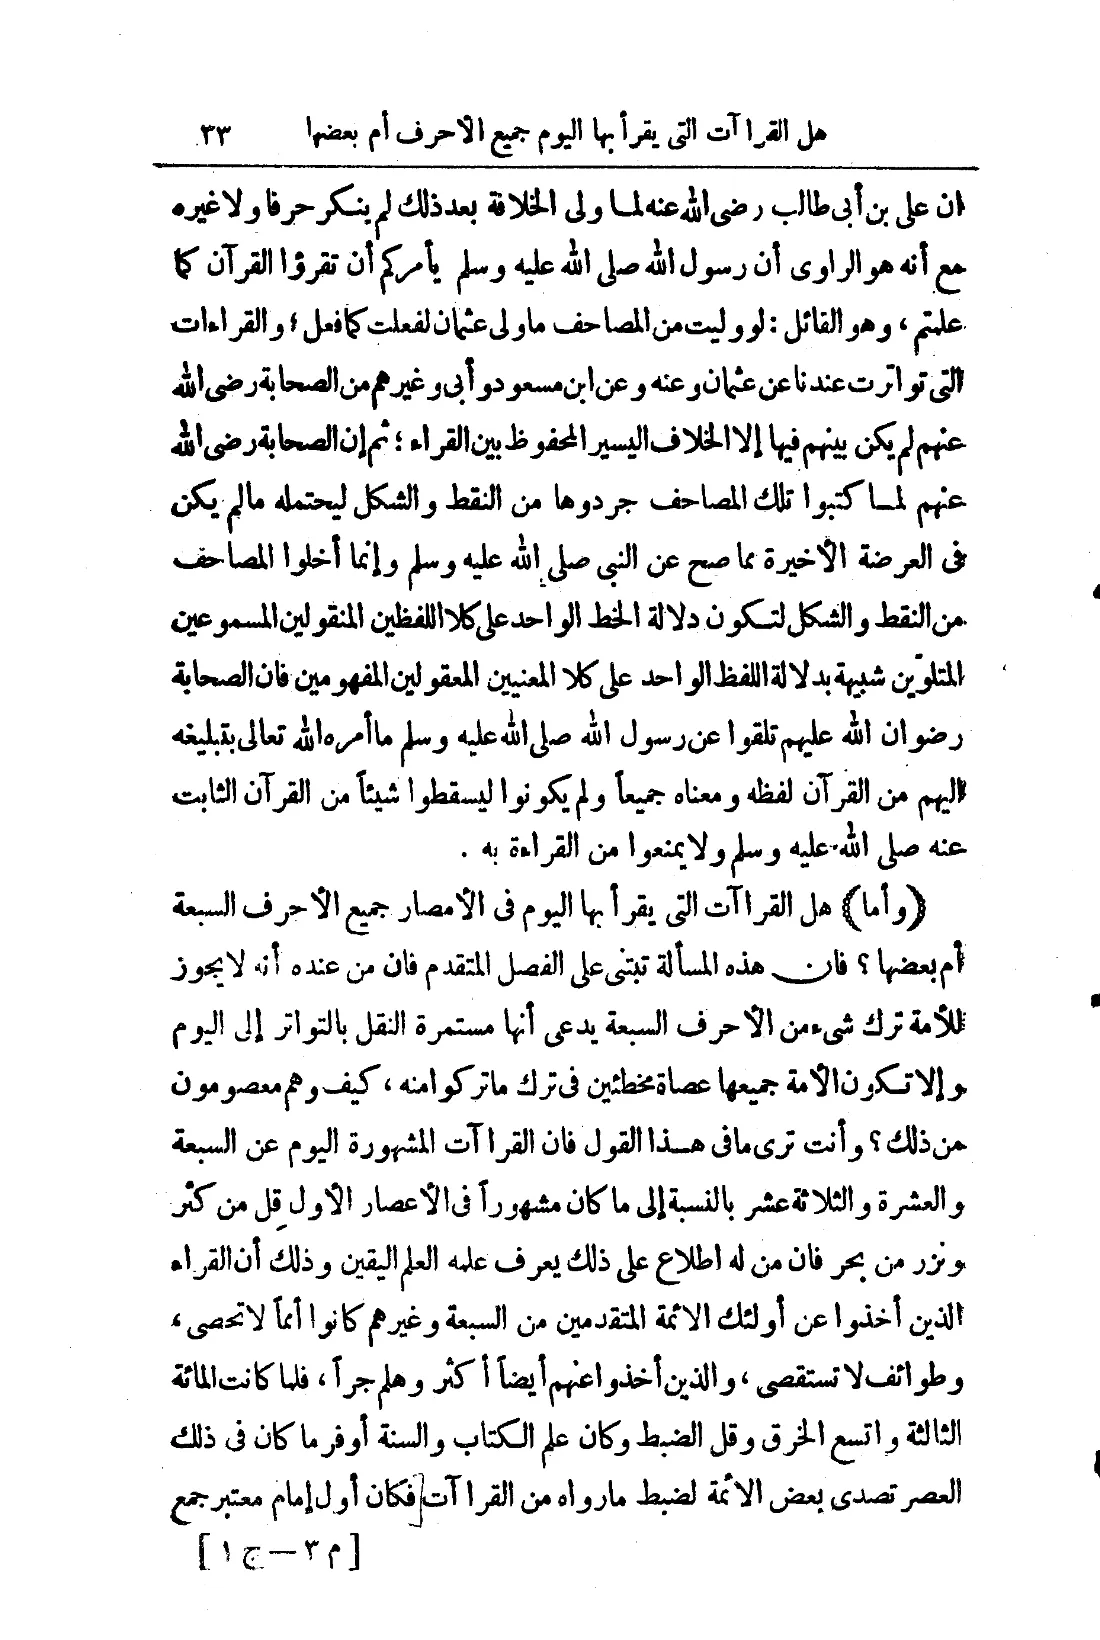 هل القراآت التى يقرأ بها اليوم جميع الاحرف أم بعضها ٣٣
ان على بن أبى طالب رضى الله عنه لما ولى الخلافة بعد ذلك لم ينكر حرفا ولا غيره
مع أنه هو الراوى أن رسول الله صلى الله عليه وسلم يأمركم أن تقرؤا القرآن كما
علمتم ، وهو القائل : لو وليت من المصاحف ما ولى عثمان لفعلت كما فعل ؛ والقراءات
التى تواترت عندنا عن عثمان وعنه وعن ابن مسعود وأبى وغيرهم من الصحابة رضى الله
عنهم لم يكن بينهم فيها إلا الخلاف اليسير المحفوظ بين القراء ؛ ثم إن الصحابة رضى الله
عنهم لما كتبوا تلك المصاحف جردوها من النقط والشكل ليحتمله مالم يكن
فى العرضة الأخيرة مما صح عن النبى صلى الله عليه وسلم وإنما أخلوا المصاحف
من النقط والشكل لتكون دلالة الخط الواحد على كلا اللفظين المنقولين المسموعين
المتلوّين شبيهة بدلالة اللفظ الواحد على كلا المعنيين المعقولين المفهومين فان الصحابة
رضوان الله عليهم تلقوا عن رسول الله صلى الله عليه وسلم ما أمره الله تعالى بتبليغه
اليهم من القرآن لفظه ومعناه جميعاً ولم يكونوا ليسقطوا شيئاً من القرآن الثابت
عنه صلى الله عليه وسلم ولا يمنعوا من القراءة به .
﴿وأما﴾ هل القراآت التى يقرأ بها اليوم فى الأمصار جميع الأحرف السبعة
أم بعضها ؟ فان هذه المسألة تبتنى على الفصل المتقدم فان من عنده أنه لا يجوز
للأمة ترك شىء من الأحرف السبعة يدعى أنها مستمرة النقل بالتواتر إلى اليوم
وإلا تكون الأمة جميعها عصاة مخطئين فى ترك ما تركوا منه ، كيف وهم معصومون
من ذلك ؟ وأنت ترى مافى هذا القول فان القراآت المشهورة اليوم عن السبعة
والعشرة والثلاثة عشر بالنسبة إلى ما كان مشهوراً فى الأعصار الأول قل من كثر
ونزر من بحر فان من له اطلاع على ذلك يعرف علمه العلم اليقين وذلك أن القراء
الذين أخذوا عن أولئك الائمة المتقدمين من السبعة وغيرهم كانوا أمماً لا تحصى ،
وطوائف لا تستقصى ، والذين أخذوا عنهم أيضاً أكثر وهلم جراً ، فلما كانت المائة
الثالثة واتسع الخرق وقل الضبط وكان علم الكتاب والسنة أوفر ما كان فى ذلك
العصر تصدى بعض الأئمة لضبط مارواه من القراآت فكان أول إمام معتبر جمع
[ م ٣ – ج ١ ]